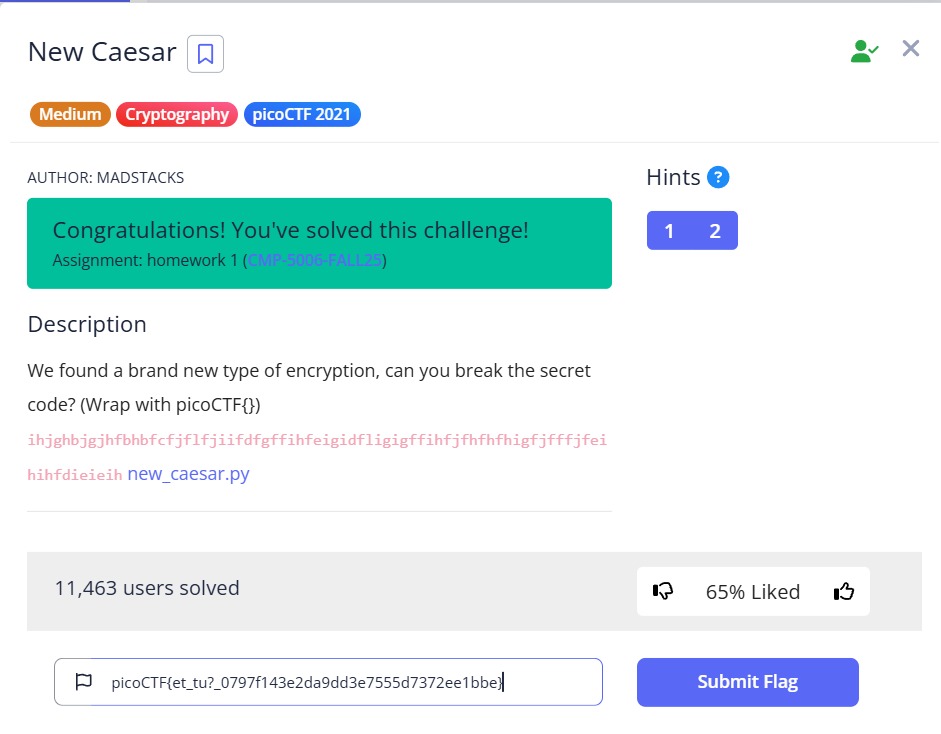 New Caesar
Medium Cryptography picoCTF 2021
AUTHOR: MADSTACKS
Hints ?
Congratulations! You've solved this challenge!
Assignment: homework 1 (CMP-5006-FALL25)
1 2
Description
We found a brand new type of encryption, can you break the secret
code? (Wrap with picoCTF{})
ihjghbjgjhfbhbfcfjflfjiifdfgffihfeigidfligigffihfjfhfhfhigfjfffjfei
hihfdieieih new_caesar.py
11,463 users solved
65% Liked
picoCTF{et_tu?_0797f143e2da9dd3e7555d7372ee1bbe}
Submit Flag